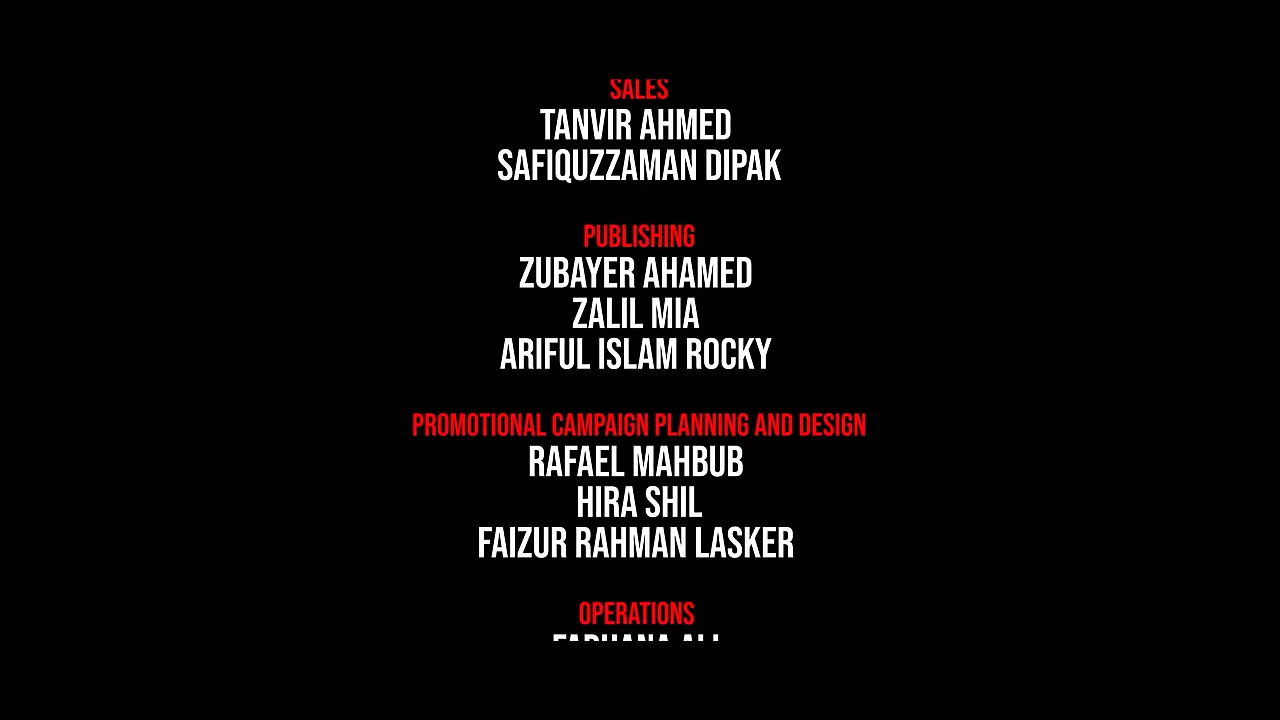 SALES
TANVIR AHMED
SAFIQUZZAMAN DIPAK
PUBLISHING
ZUBAYER AHAMED
ZALIL MIA
ARIFUL ISLAM ROCKY
PROMOTIONAL CAMPAIGN PLANNING AND DESIGN
RAFAEL MAHBUB
HIRA SHIL
FAIZUR RAHMAN LASKER
OPERATIONS